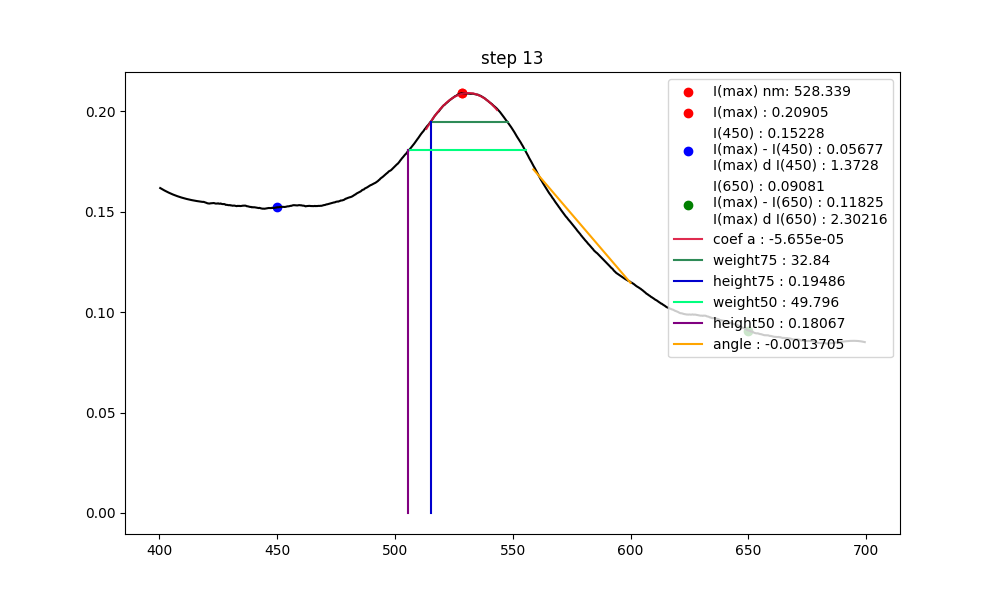 step 13
I(max) nm: 528.339
I(max) : 0.20905
I(450) : 0.15228
I(max) - I(450) : 0.05677
I(max) d I(450) : 1.3728
I(650) : 0.09081
I(max) - I(650) : 0.11825
I(max) d I(650) : 2.30216
coef a : -5.655e-05
weight75 : 32.84
height75 : 0.19486
weight50 : 49.796
height50 : 0.18067
angle : -0.0013705
0.20
0.15
0.10
0.05
0.00
400 450 500 550 600 650 700